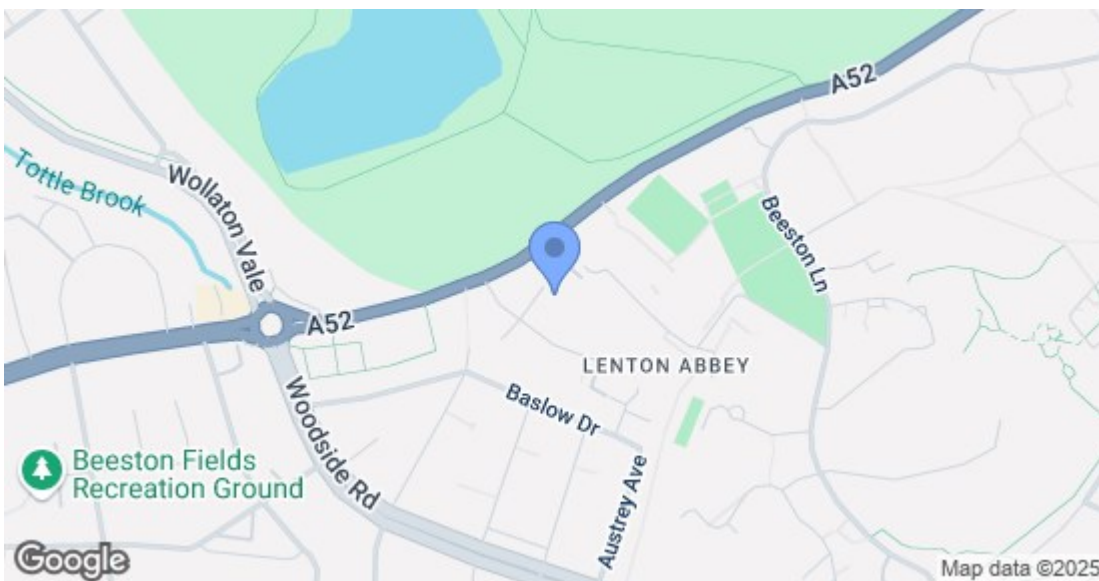 A52
Tottle Brook
Wollaton Vale
Beeston Ln
A52
LENTON ABBEY
Baslow Dr
Woodside Rd
Austrey Ave
Beeston Fields
Recreation Ground
Google
Map data ©2025